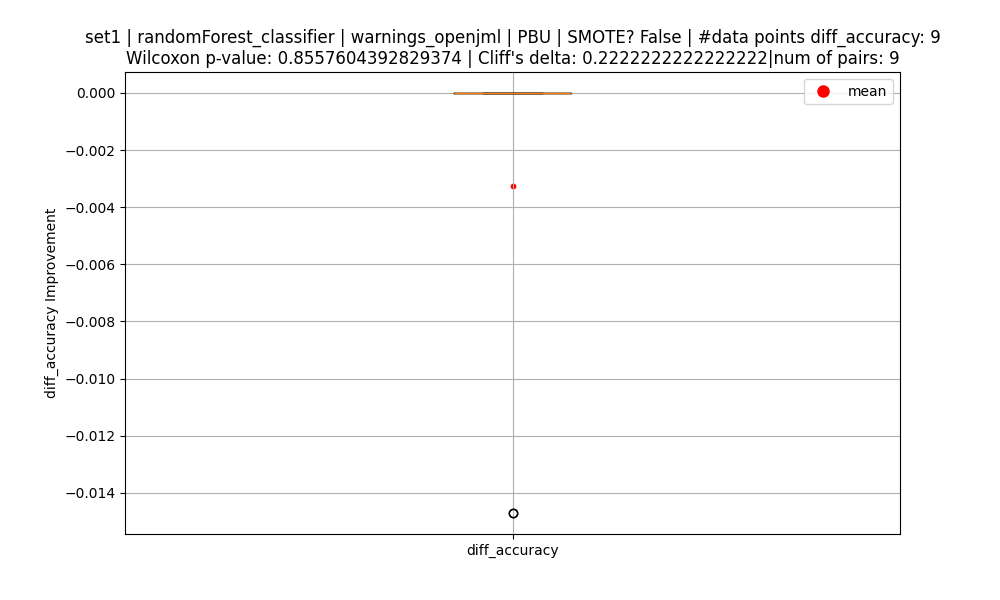 set1 | randomForest_classifier | warnings_openjml | PBU | SMOTE? False | #data points diff_accuracy: 9
Wilcoxon p-value: 0.8557604392829374 | Cliff's delta: 0.2222222222222222|num of pairs: 9
mean
0.000
−0.002
−0.004
−0.006
−0.008
−0.010
−0.012
−0.014
diff_accuracy Improvement
diff_accuracy